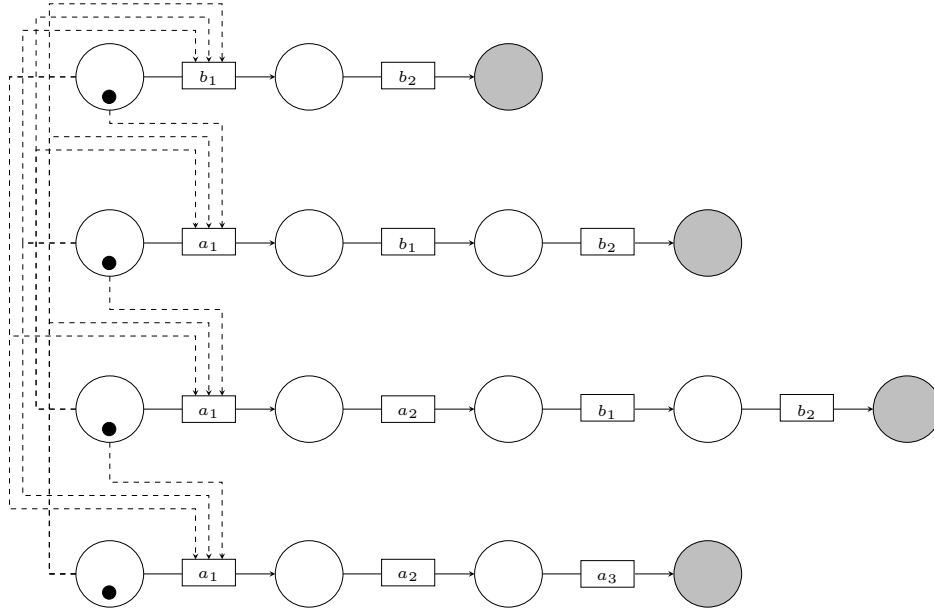 b₁ b₂
a₁ b₁ b₂
a₁ a₂ b₁ b₂
a₁ a₂ a₃